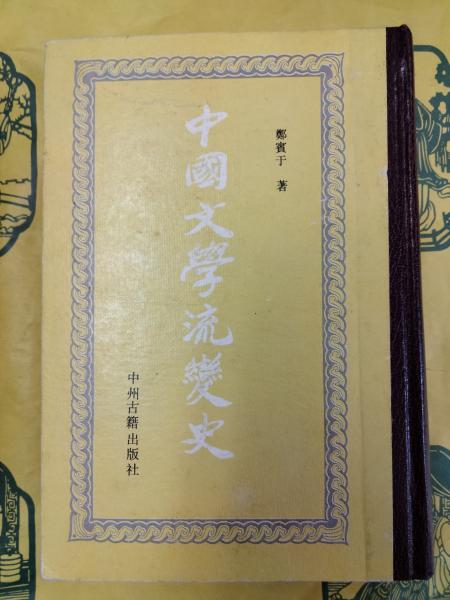 鄭賓于 著
中國文學流變史
中州古籍出版社